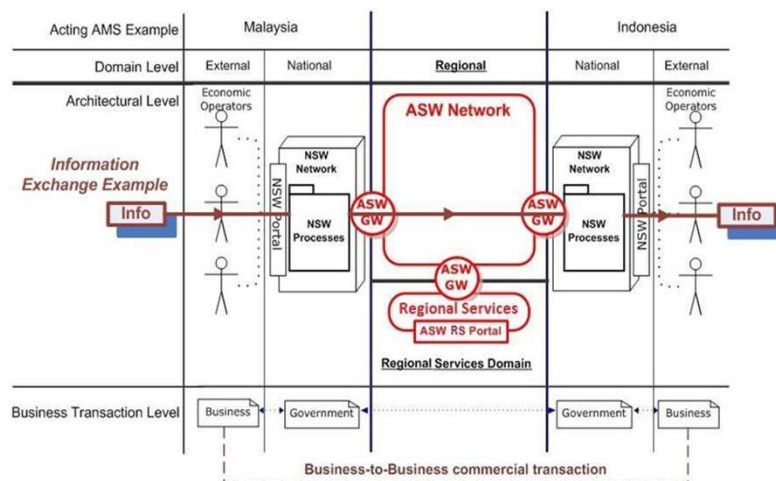 Acting AMS Example
Malaysia
Indonesia
Domain Level
External
National
Regional
National
External
Architectural Level
Economic
Operators
Economic
Operators
ASW Network
NSW
Network
NSW
Network
Information
Exchange Example
NSW Portal
NSW Portal
Info
NSW
Processes
ASW
GW
ASW
GW
NSW
Processes
Info
ASW
GW
Regional Services
ASW RS Portal
Regional Services Domain
Business Transaction Level
Business
Government
Government
Business
Business-to-Business commercial transaction